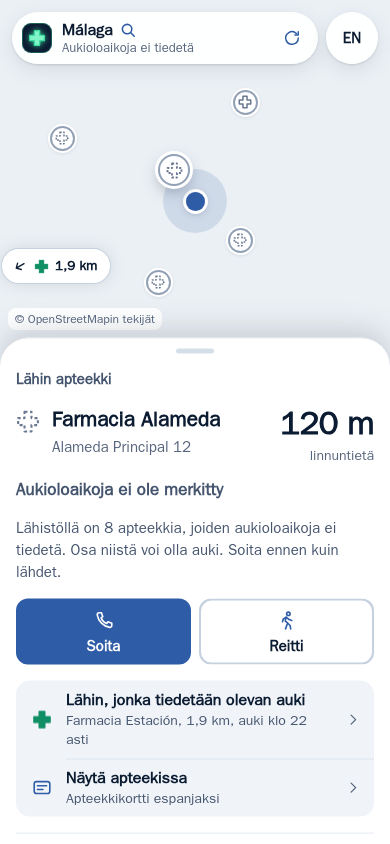 Málaga
Aukioloaikoja ei tiedetä
EN
1,9 km
© OpenStreetMapin tekijät
Lähin apteekki
Farmacia Alameda
120 m
Alameda Principal 12
linnuntietä
Aukioloaikoja ei ole merkitty
Lähistöllä on 8 apteekkia, joiden aukioloaikoja ei
tiedetä. Osa niistä voi olla auki. Soita ennen kuin
lähdet.
Soita
Reitti
Lähin, jonka tiedetään olevan auki
Farmacia Estación, 1,9 km, auki klo 22
asti
Näytä apteekissa
Apteekkikortti espanjaksi